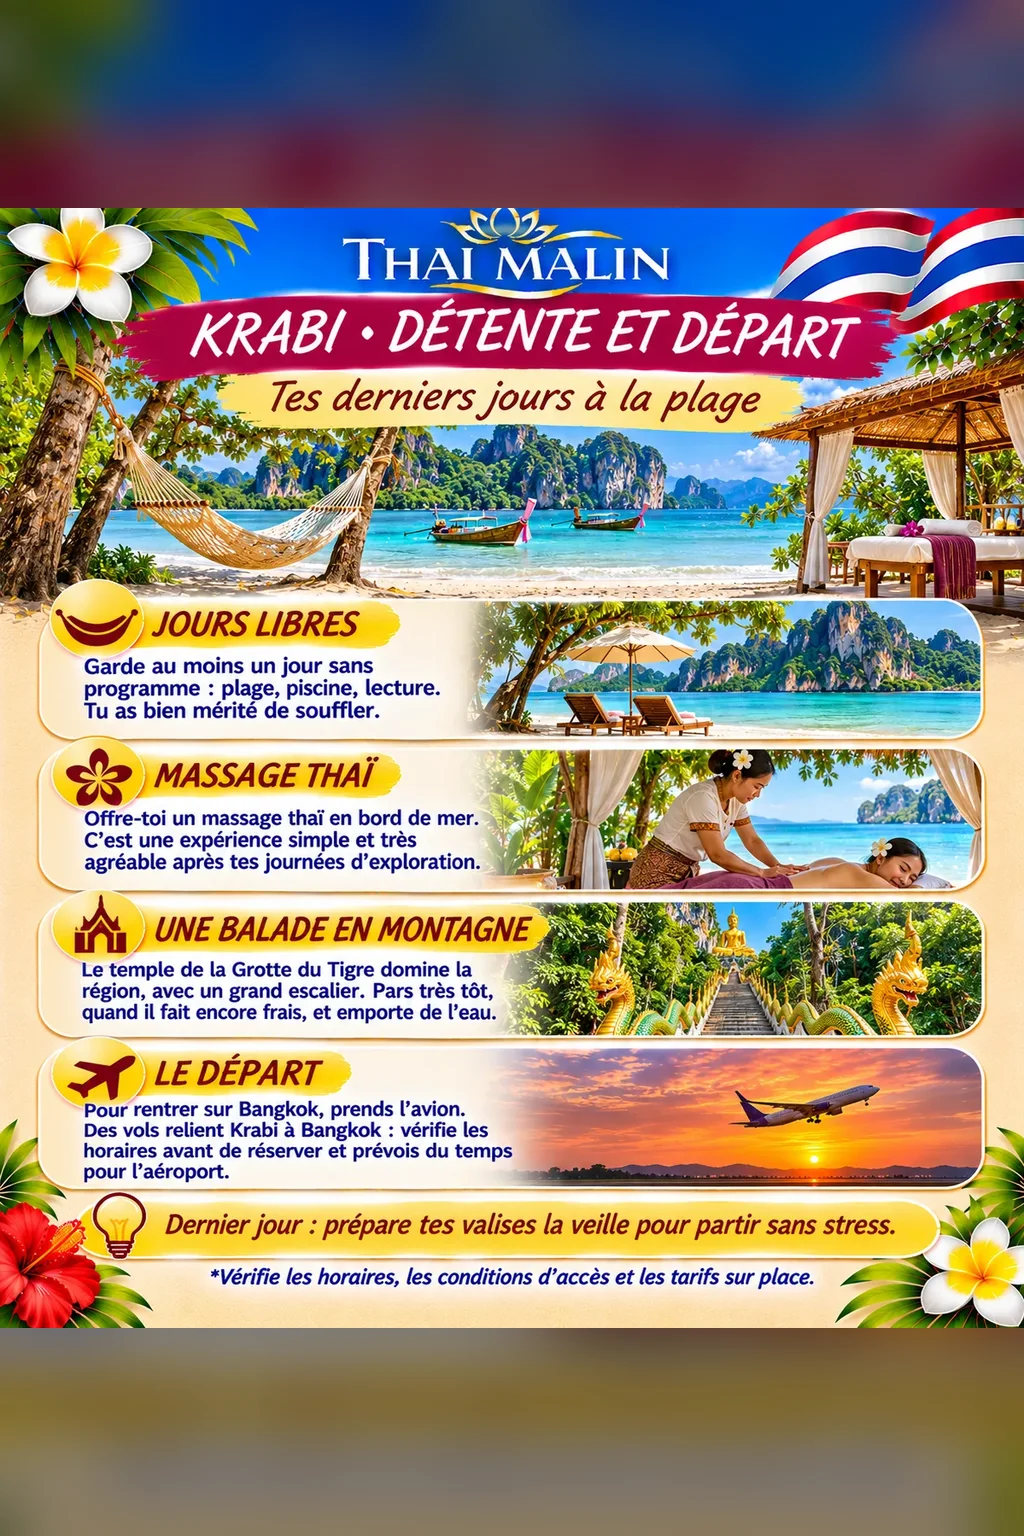 THAI MALIN
KRABI • DÉTENTE ET DÉPART
Tes derniers jours à la plage
JOURS LIBRES
Garde au moins un jour sans
programme : plage, piscine, lecture.
Tu as bien mérité de souffler.
MASSAGE THAÏ
Offre-toi un massage thaï en bord de mer.
C'est une expérience simple et très
agréable après tes journées d'exploration.
UNE BALADE EN MONTAGNE
Le temple de la Grotte du Tigre domine la
région, avec un grand escalier. Pars très tôt,
quand il fait encore frais, et emporte de l'eau.
LE DÉPART
Pour rentrer sur Bangkok, prends l'avion.
Des vols relient Krabi à Bangkok : vérifie les
horaires avant de réserver et prévois du temps
pour l'aéroport.
Dernier jour : prépare tes valises la veille pour partir sans stress.
*Vérifie les horaires, les conditions d'accès et les tarifs sur place.